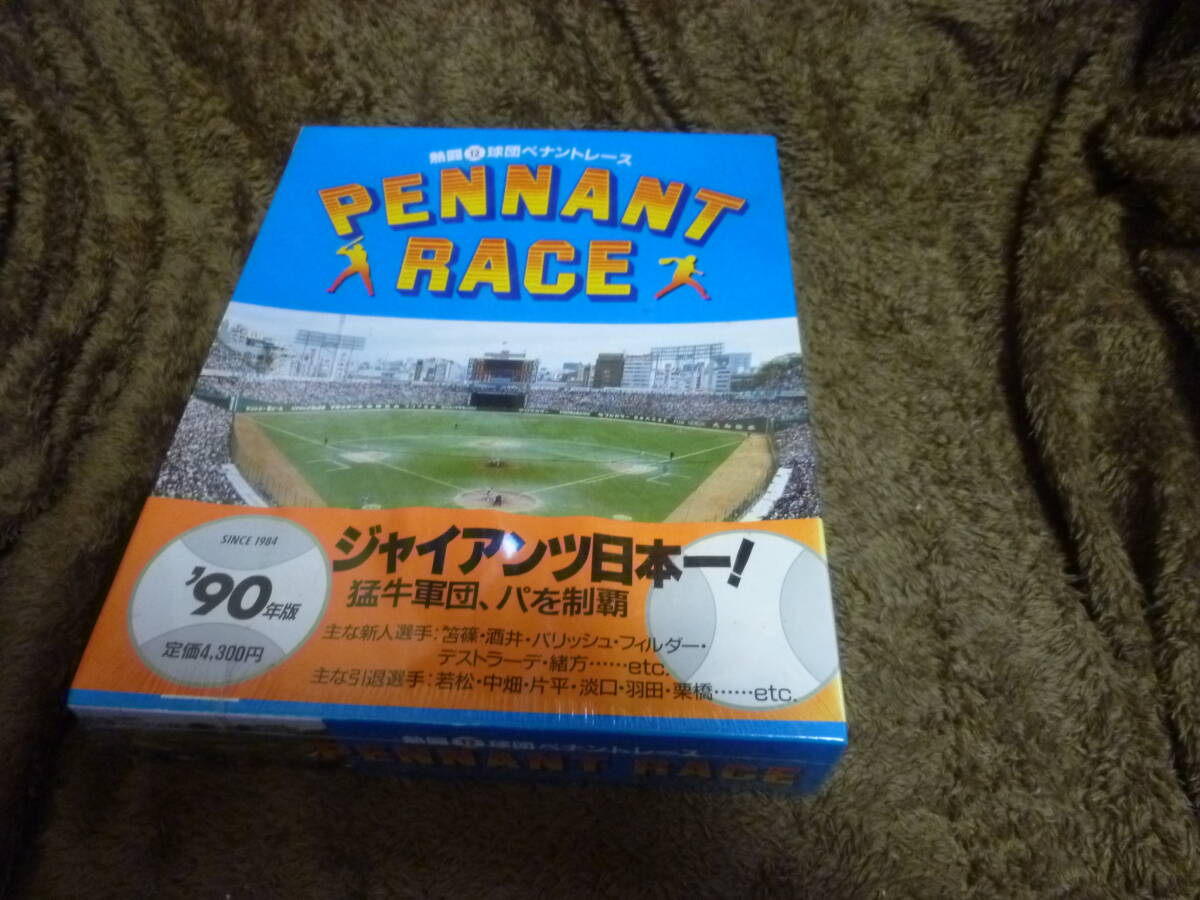 熱闘12球団ペナントレース
PENNANT
RACE
SINCE 1984
'90年版
定価4,300円
ジャイアンツ日本一!
猛牛軍団、パを制覇
主な新人選手:笘篠・酒井・パリッシュ・フィルダー・
デストラーデ・緒方……etc.
主な引退選手:若松・中畑・片平・淡口・羽田・栗橋……etc.
熱闘12球団ペナントレース
PENNANT RACE